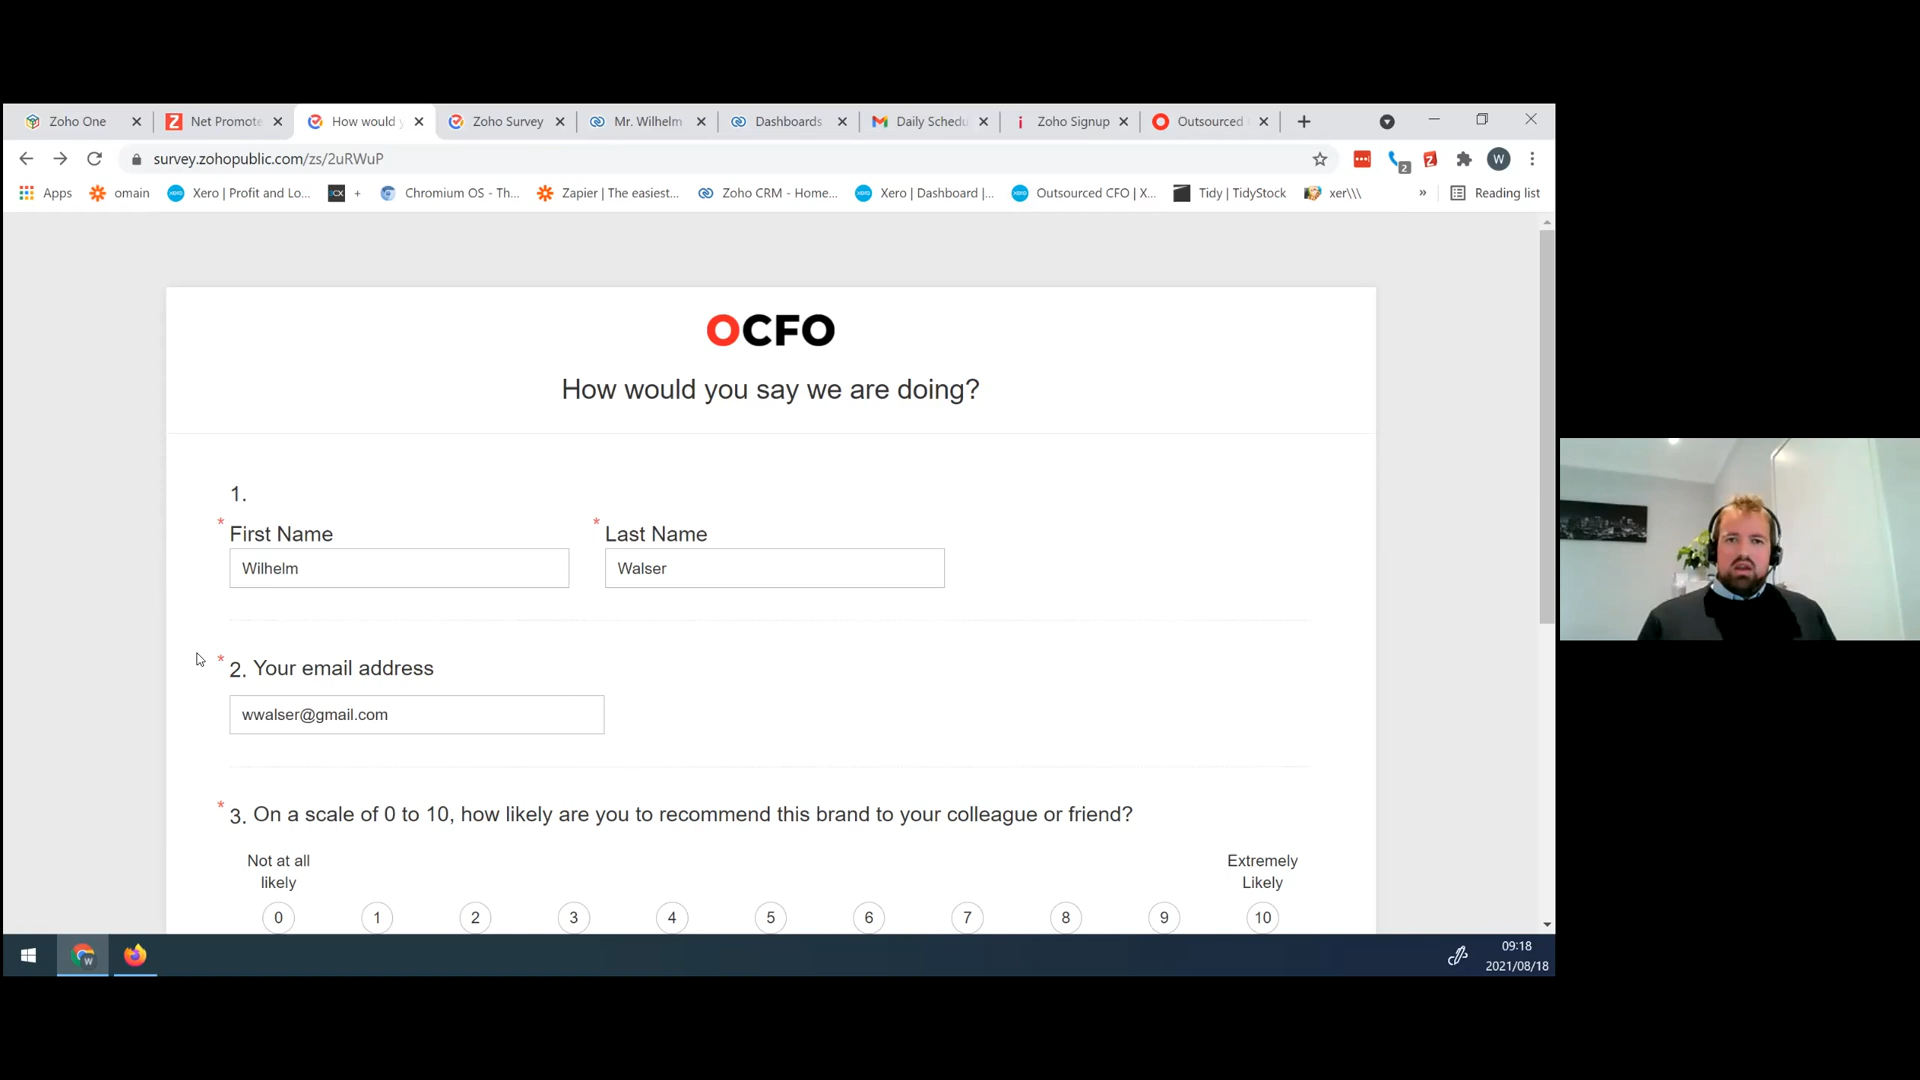 Zoho One
Net Promote
How would y
Zoho Survey
Mr. Wilhelm
Dashboards
Daily Schedu
Zoho Signup
Outsourced
survey.zohopublic.com/zs/2uRWuP
2
W
Apps
omain
Xero | Profit and Lo...
+
Chromium OS - Th...
Zapier | The easiest...
Zoho CRM - Home...
Xero | Dashboard |...
Outsourced CFO | X...
Tidy | TidyStock
xer\\\
»
Reading list
OCFO
How would you say we are doing?
1.
* First Name
* Last Name
Wilhelm
Walser
* 2. Your email address
wwalser@gmail.com
* 3. On a scale of 0 to 10, how likely are you to recommend this brand to your colleague or friend?
Not at all
likely
Extremely
Likely
0 1 2 3 4 5 6 7 8 9 10
W
09:18
2021/08/18